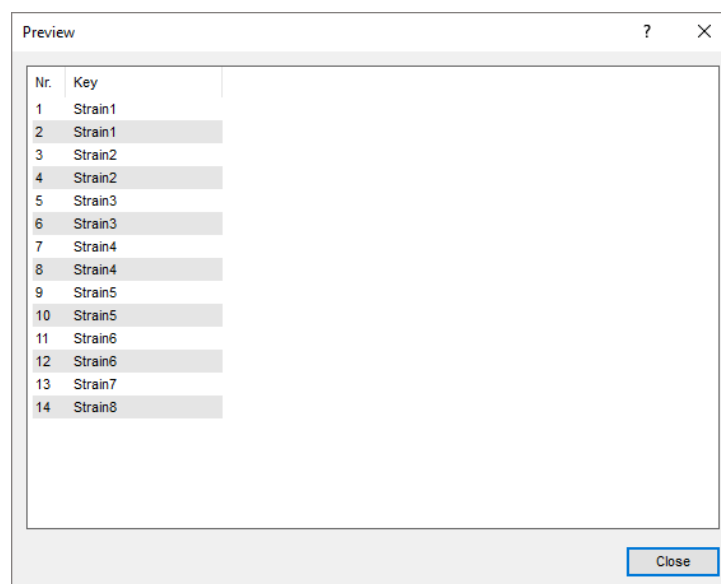 Preview ?
Nr. Key
1 Strain1
2 Strain1
3 Strain2
4 Strain2
5 Strain3
6 Strain3
7 Strain4
8 Strain4
9 Strain5
10 Strain5
11 Strain6
12 Strain6
13 Strain7
14 Strain8
Close